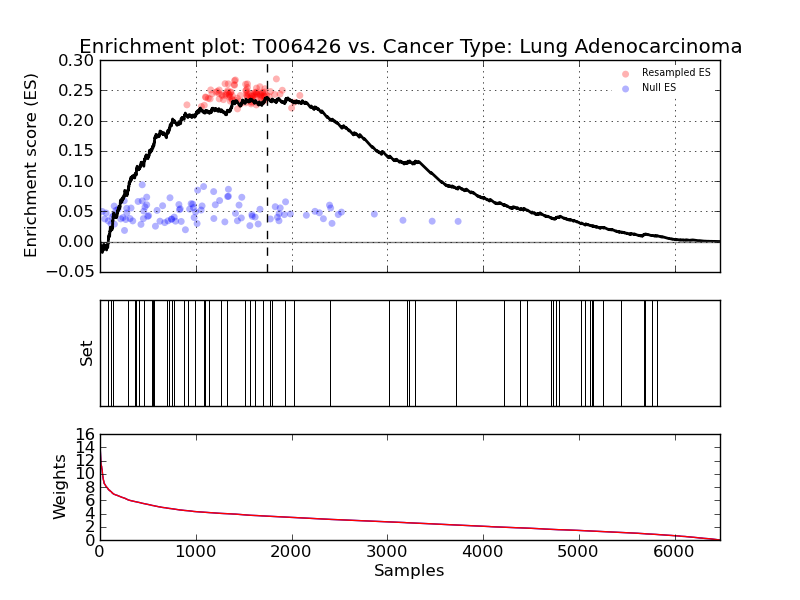 Enrichment plot: T006426 vs. Cancer Type: Lung Adenocarcinoma
0.30
0.25
0.20
0.15
0.10
0.05
0.00
−0.05
Enrichment score (ES)
Resampled ES
Null ES
Set
16
14
12
10
8
6
4
2
0
Weights
0 1000 2000 3000 4000 5000 6000
Samples